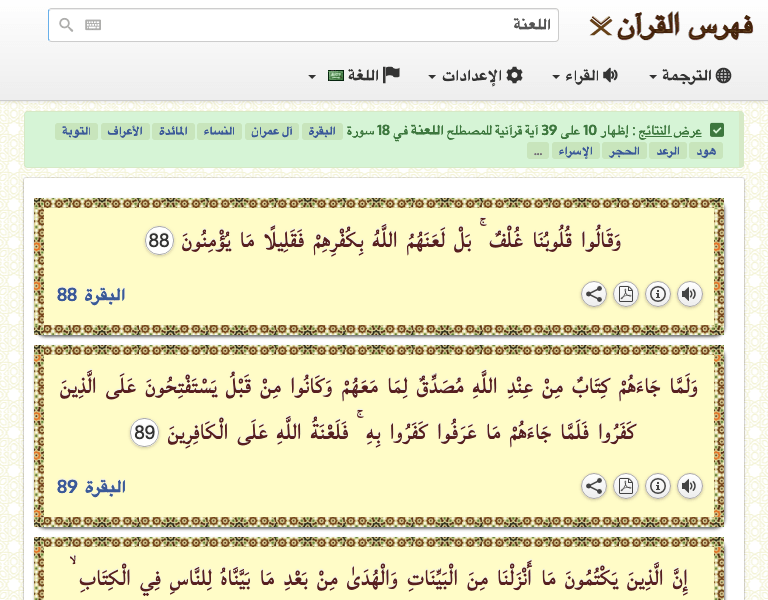 فهرس القرآن
اللعنة
الترجمة القراء الإعدادات اللغة
عرض النتائج : إظهار 10 على 39 آية قرآنية للمصطلح اللعنة في 18 سورة البقرة آل عمران النساء المائدة الأعراف التوبة
هود الرعد الحجر الإسراء ...
وَقَالُوا قُلُوبُنَا غُلْفٌ ۚ بَلْ لَعَنَهُمُ اللَّهُ بِكُفْرِهِمْ فَقَلِيلًا مَا يُؤْمِنُونَ 88
البقرة 88
وَلَمَّا جَاءَهُمْ كِتَابٌ مِنْ عِنْدِ اللَّهِ مُصَدِّقٌ لِمَا مَعَهُمْ وَكَانُوا مِنْ قَبْلُ يَسْتَفْتِحُونَ عَلَى الَّذِينَ
كَفَرُوا فَلَمَّا جَاءَهُمْ مَا عَرَفُوا كَفَرُوا بِهِ ۚ فَلَعْنَةُ اللَّهِ عَلَى الْكَافِرِينَ 89
البقرة 89
إِنَّ الَّذِينَ يَكْتُمُونَ مَا أَنْزَلْنَا مِنَ الْبَيِّنَاتِ وَالْهُدَىٰ مِنْ بَعْدِ مَا بَيَّنَّاهُ لِلنَّاسِ فِي الْكِتَابِ ۙ